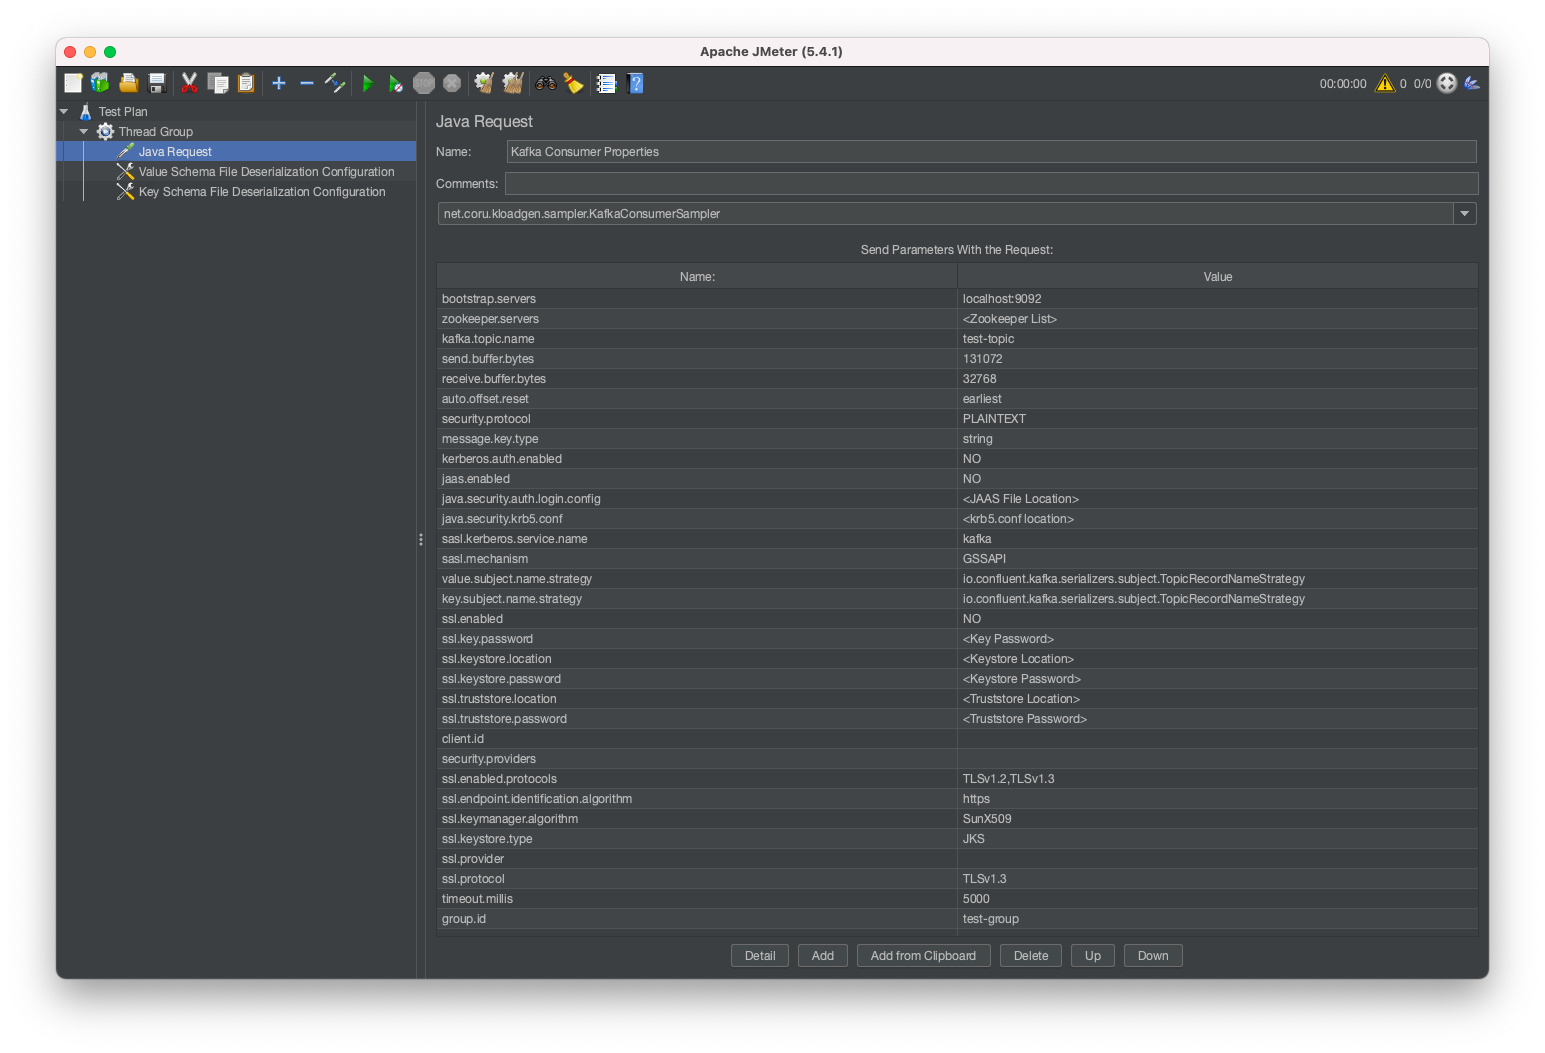 Apache JMeter (5.4.1)
STOP
00:00:00 0 0/0
Test Plan
Thread Group
Java Request
Value Schema File Deserialization Configuration
Key Schema File Deserialization Configuration
Java Request
Name: Kafka Consumer Properties
Comments:
net.coru.kloadgen.sampler.KafkaConsumerSampler
Send Parameters With the Request:
Name: Value
bootstrap.servers localhost:9092
zookeeper.servers <Zookeeper List>
kafka.topic.name test-topic
send.buffer.bytes 131072
receive.buffer.bytes 32768
auto.offset.reset earliest
security.protocol PLAINTEXT
message.key.type string
kerberos.auth.enabled NO
jaas.enabled NO
java.security.auth.login.config <JAAS File Location>
java.security.krb5.conf <krb5.conf location>
sasl.kerberos.service.name kafka
sasl.mechanism GSSAPI
value.subject.name.strategy io.confluent.kafka.serializers.subject.TopicRecordNameStrategy
key.subject.name.strategy io.confluent.kafka.serializers.subject.TopicRecordNameStrategy
ssl.enabled NO
ssl.key.password <Key Password>
ssl.keystore.location <Keystore Location>
ssl.keystore.password <Keystore Password>
ssl.truststore.location <Truststore Location>
ssl.truststore.password <Truststore Password>
client.id
security.providers
ssl.enabled.protocols TLSv1.2,TLSv1.3
ssl.endpoint.identification.algorithm https
ssl.keymanager.algorithm SunX509
ssl.keystore.type JKS
ssl.provider
ssl.protocol TLSv1.3
timeout.millis 5000
group.id test-group
Detail Add Add from Clipboard Delete Up Down